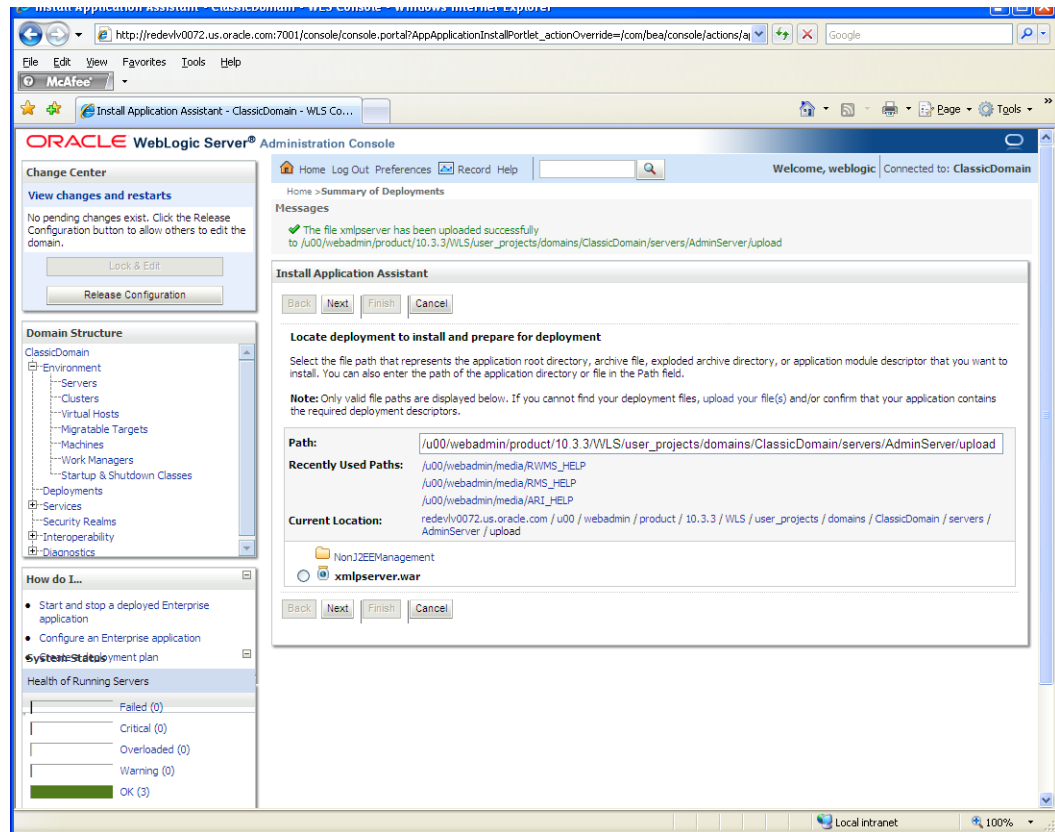 Install Application Assistant - ClassicDomain - WLS Console - Windows Internet Explorer
http://redevlv0072.us.oracle.com:7001/console/console.portal?AppApplicationInstallPortlet_actionOverride=/com/bea/console/actions/a
Google
File Edit View Favorites Tools Help
McAfee
Install Application Assistant - ClassicDomain - WLS Co...
Page Tools
ORACLE WebLogic Server® Administration Console
Change Center
View changes and restarts
No pending changes exist. Click the Release
Configuration button to allow others to edit the
domain.
Lock & Edit
Release Configuration
Domain Structure
ClassicDomain
Environment
Servers
Clusters
Virtual Hosts
Migratable Targets
Machines
Work Managers
Startup & Shutdown Classes
Deployments
Services
Security Realms
Interoperability
Diagnostics
How do I...
Start and stop a deployed Enterprise
application
Configure an Enterprise application
Create a deployment plan
System Status
Health of Running Servers
Failed (0)
Critical (0)
Overloaded (0)
Warning (0)
OK (3)
Home Log Out Preferences Record Help
Welcome, weblogic Connected to: ClassicDomain
Home >Summary of Deployments
Messages
The file xmlpserver has been uploaded successfully
to /u00/webadmin/product/10.3.3/WLS/user_projects/domains/ClassicDomain/servers/AdminServer/upload
Install Application Assistant
Back Next Finish Cancel
Locate deployment to install and prepare for deployment
Select the file path that represents the application root directory, archive file, exploded archive directory, or application module descriptor that you want to
install. You can also enter the path of the application directory or file in the Path field.
Note: Only valid file paths are displayed below. If you cannot find your deployment files, upload your file(s) and/or confirm that your application contains
the required deployment descriptors.
Path: /u00/webadmin/product/10.3.3/WLS/user_projects/domains/ClassicDomain/servers/AdminServer/upload
Recently Used Paths: /u00/webadmin/media/RWMS_HELP
/u00/webadmin/media/RMS_HELP
/u00/webadmin/media/ARI_HELP
Current Location: redevlv0072.us.oracle.com / u00 / webadmin / product / 10.3.3 / WLS / user_projects / domains / ClassicDomain / servers /
AdminServer / upload
NonJ2EEManagement
xmlpserver.war
Back Next Finish Cancel
Local intranet
100%